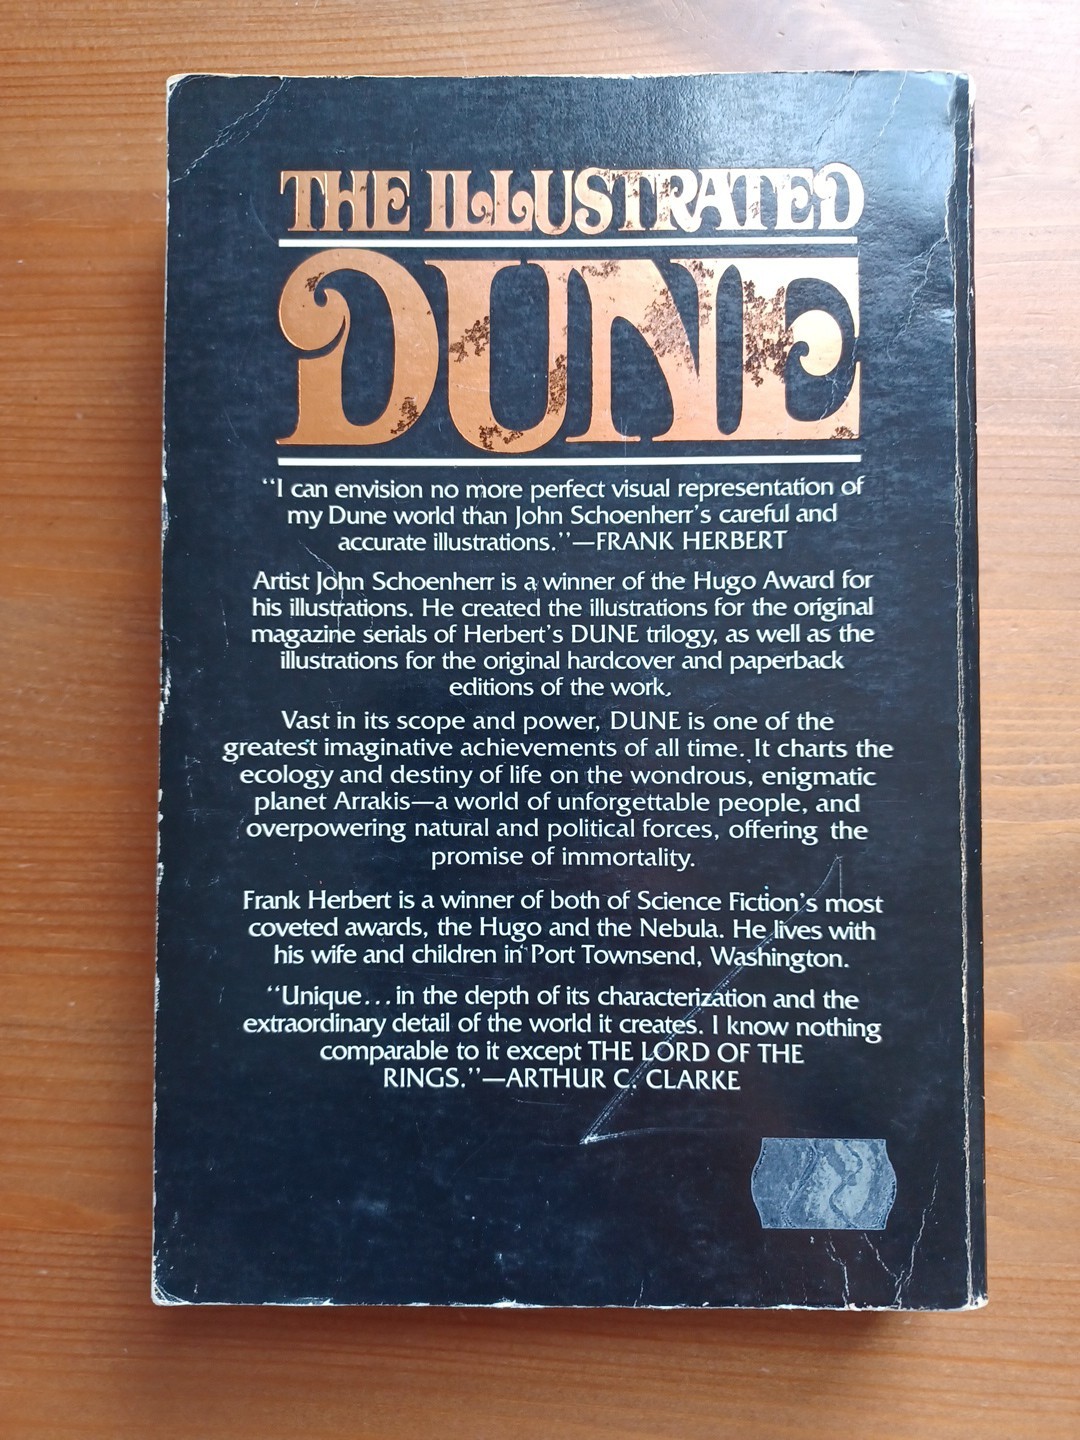 THE ILLUSTRATED
DUNE
"I can envision no more perfect visual representation of
my Dune world than John Schoenherr's careful and
accurate illustrations."—FRANK HERBERT
Artist John Schoenherr is a winner of the Hugo Award for
his illustrations. He created the illustrations for the original
magazine serials of Herbert's DUNE trilogy, as well as the
illustrations for the original hardcover and paperback
editions of the work.
Vast in its scope and power, DUNE is one of the
greatest imaginative achievements of all time. It charts the
ecology and destiny of life on the wondrous, enigmatic
planet Arrakis—a world of unforgettable people, and
overpowering natural and political forces, offering the
promise of immortality.
Frank Herbert is a winner of both of Science Fiction's most
coveted awards, the Hugo and the Nebula. He lives with
his wife and children in Port Townsend, Washington.
"Unique...in the depth of its characterization and the
extraordinary detail of the world it creates. I know nothing
comparable to it except THE LORD OF THE
RINGS."—ARTHUR C. CLARKE